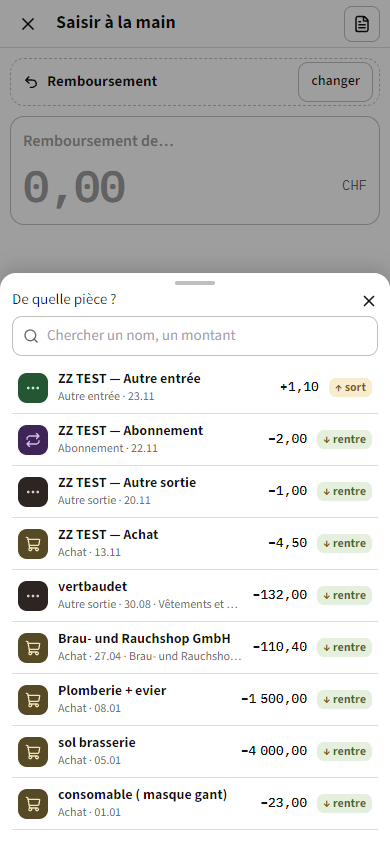 Saisir à la main
Remboursement
changer
Remboursement de…
0,00
CHF
De quelle pièce ?
Chercher un nom, un montant
ZZ TEST — Autre entrée
Autre entrée · 23.11
+1,10
↑ sort
ZZ TEST — Abonnement
Abonnement · 22.11
−2,00
↓ rentre
ZZ TEST — Autre sortie
Autre sortie · 20.11
−1,00
↓ rentre
ZZ TEST — Achat
Achat · 13.11
−4,50
↓ rentre
vertbaudet
Autre sortie · 30.08 · Vêtements et …
−132,00
↓ rentre
Brau- und Rauchshop GmbH
Achat · 27.04 · Brau- und Rauchsho…
−110,40
↓ rentre
Plomberie + evier
Achat · 08.01
−1 500,00
↓ rentre
sol brasserie
Achat · 05.01
−4 000,00
↓ rentre
consomable ( masque gant)
Achat · 01.01
−23,00
↓ rentre